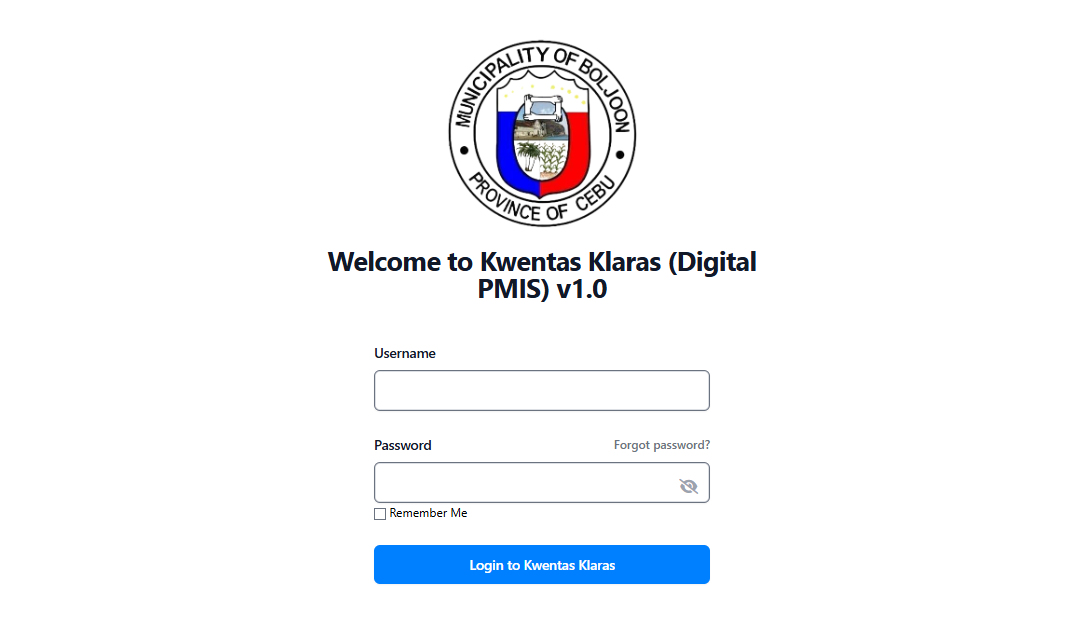 MUNICIPALITY OF BOLJOON
PROVINCE OF CEBU
Welcome to Kwentas Klaras (Digital
PMIS) v1.0
Username
Password
Forgot password?
Remember Me
Login to Kwentas Klaras